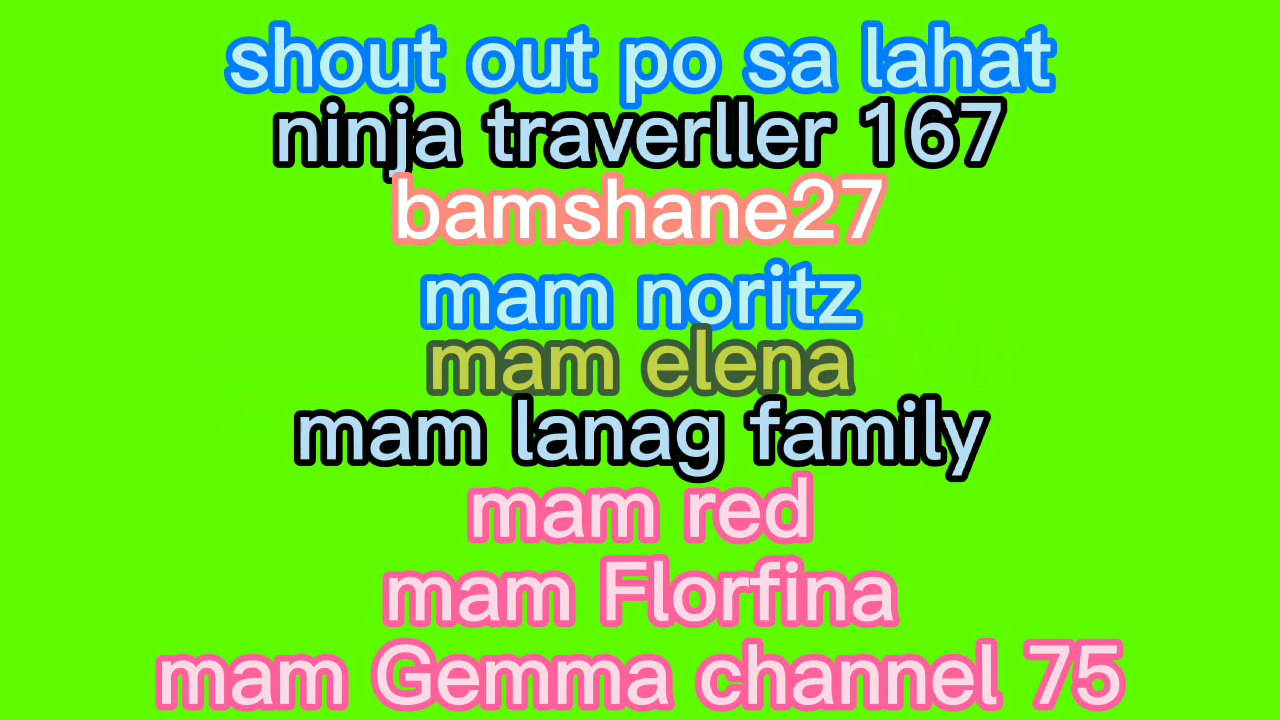 shout out po sa lahat
ninja traverller 167
bamshane27
mam noritz
mam elena
mam lanag family
mam red
mam Florfina
mam Gemma channel 75